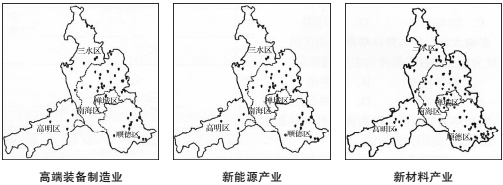 三水区
禅城区
南海区
高明区
顺德区
高端装备制造业
三水区
禅城区
南海区
高明区
顺德区
新能源产业
三水区
禅城区
南海区
高明区
顺德区
新材料产业